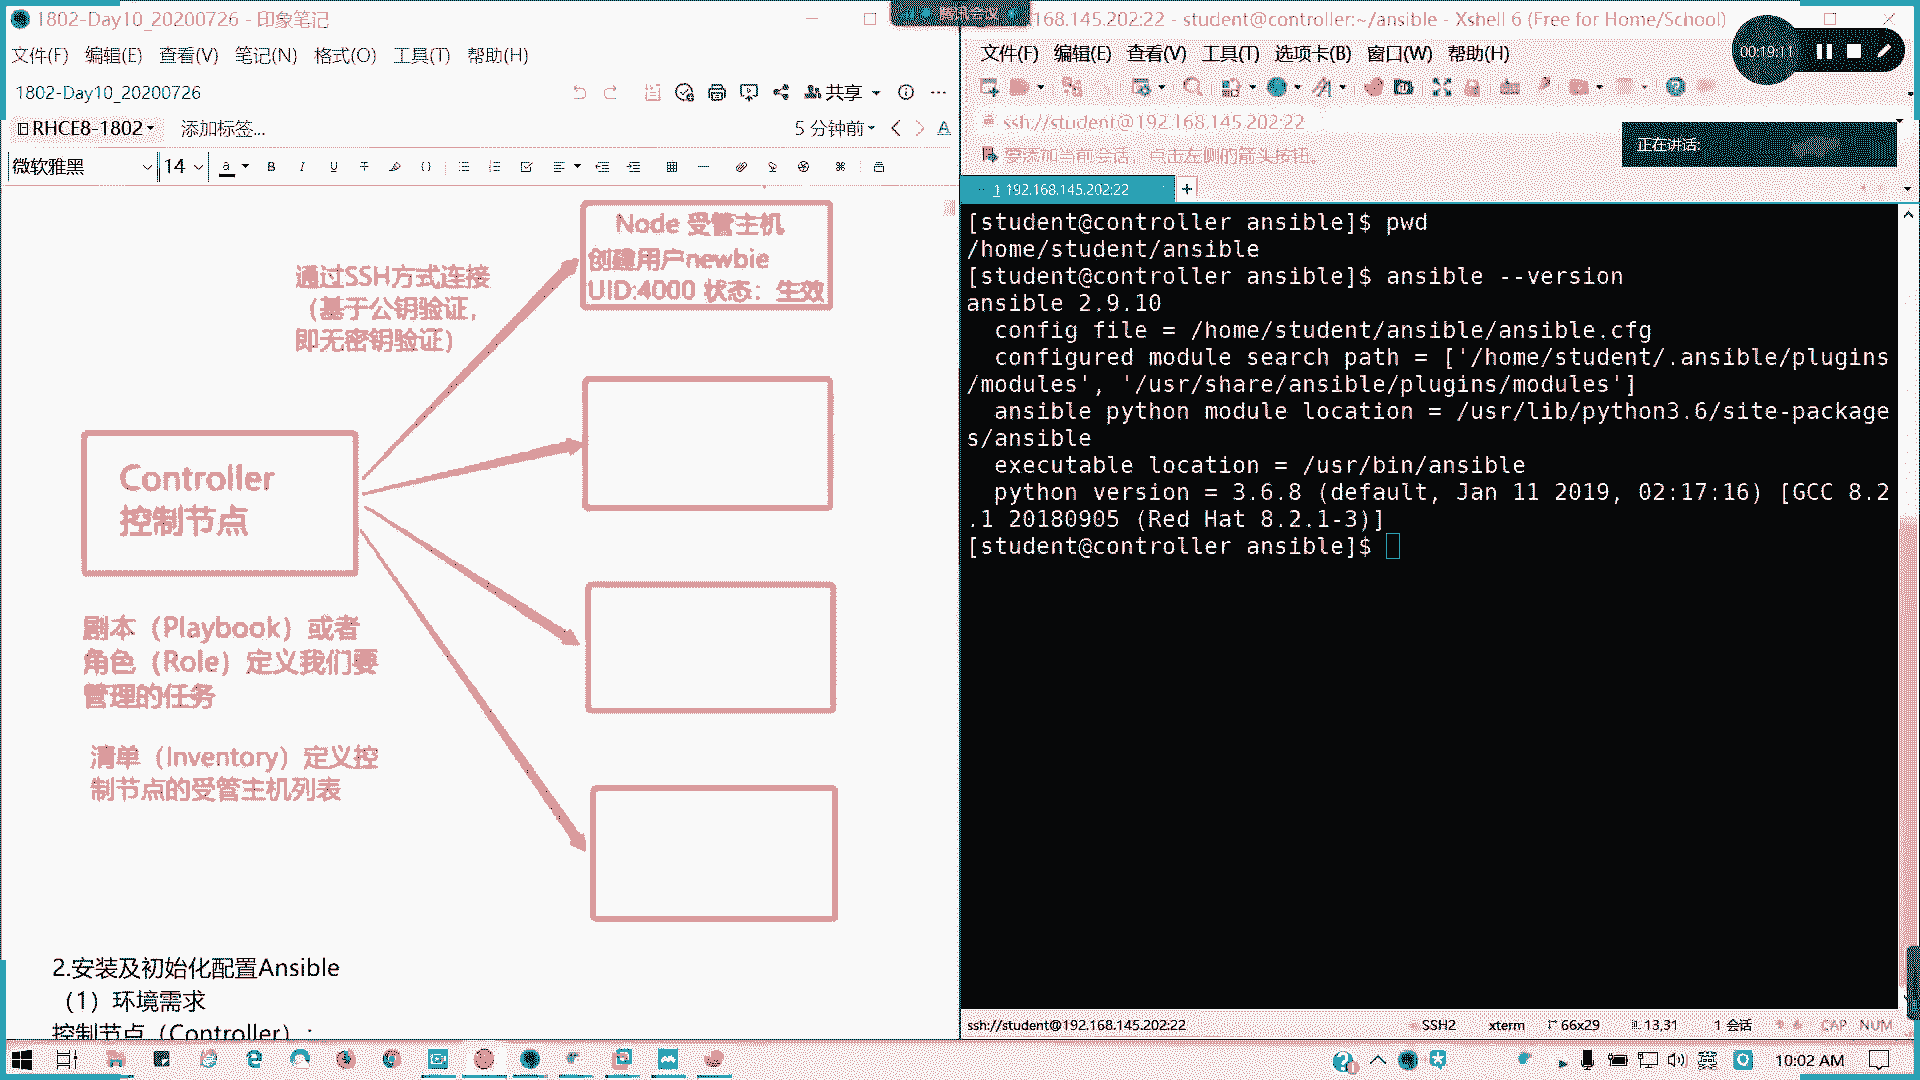 1802-Day10_20200726 - 印象笔记
文件(F) 编辑(E) 查看(V) 笔记(N) 格式(O) 工具(T) 帮助(H)
1802-Day10_20200726
共享
RHCE8-1802
添加标签...
5 分钟前
微软雅黑
14
通过SSH方式连接
（基于公钥验证，
即无密钥验证）
Node 受管主机
创建用户newbie
UID:4000 状态：生效
Controller
控制节点
剧本（Playbook）或者
角色（Role）定义我们要
管理的任务
清单（Inventory）定义控
制节点的受管主机列表
2.安装及初始化配置Ansible
（1）环境需求
控制节点（Controller）：
腾讯会议
168.145.202:22 - student@controller:~/ansible - Xshell 6 (Free for Home/School)
文件(F) 编辑(E) 查看(V) 工具(T) 选项卡(B) 窗口(W) 帮助(H)
00:19:11
ssh://student@192.168.145.202:22
要添加当前会话，点击左侧的箭头按钮。
正在讲话:
1 192.168.145.202:22
[student@controller ansible]$ pwd
/home/student/ansible
[student@controller ansible]$ ansible --version
ansible 2.9.10
  config file = /home/student/ansible/ansible.cfg
  configured module search path = ['/home/student/.ansible/plugins
/modules', '/usr/share/ansible/plugins/modules']
  ansible python module location = /usr/lib/python3.6/site-package
s/ansible
  executable location = /usr/bin/ansible
  python version = 3.6.8 (default, Jan 11 2019, 02:17:16) [GCC 8.2
.1 20180905 (Red Hat 8.2.1-3)]
[student@controller ansible]$
ssh://student@192.168.145.202:22
SSH2
xterm
66x29
13,31
1 会话
CAP NUM
英
10:02 AM